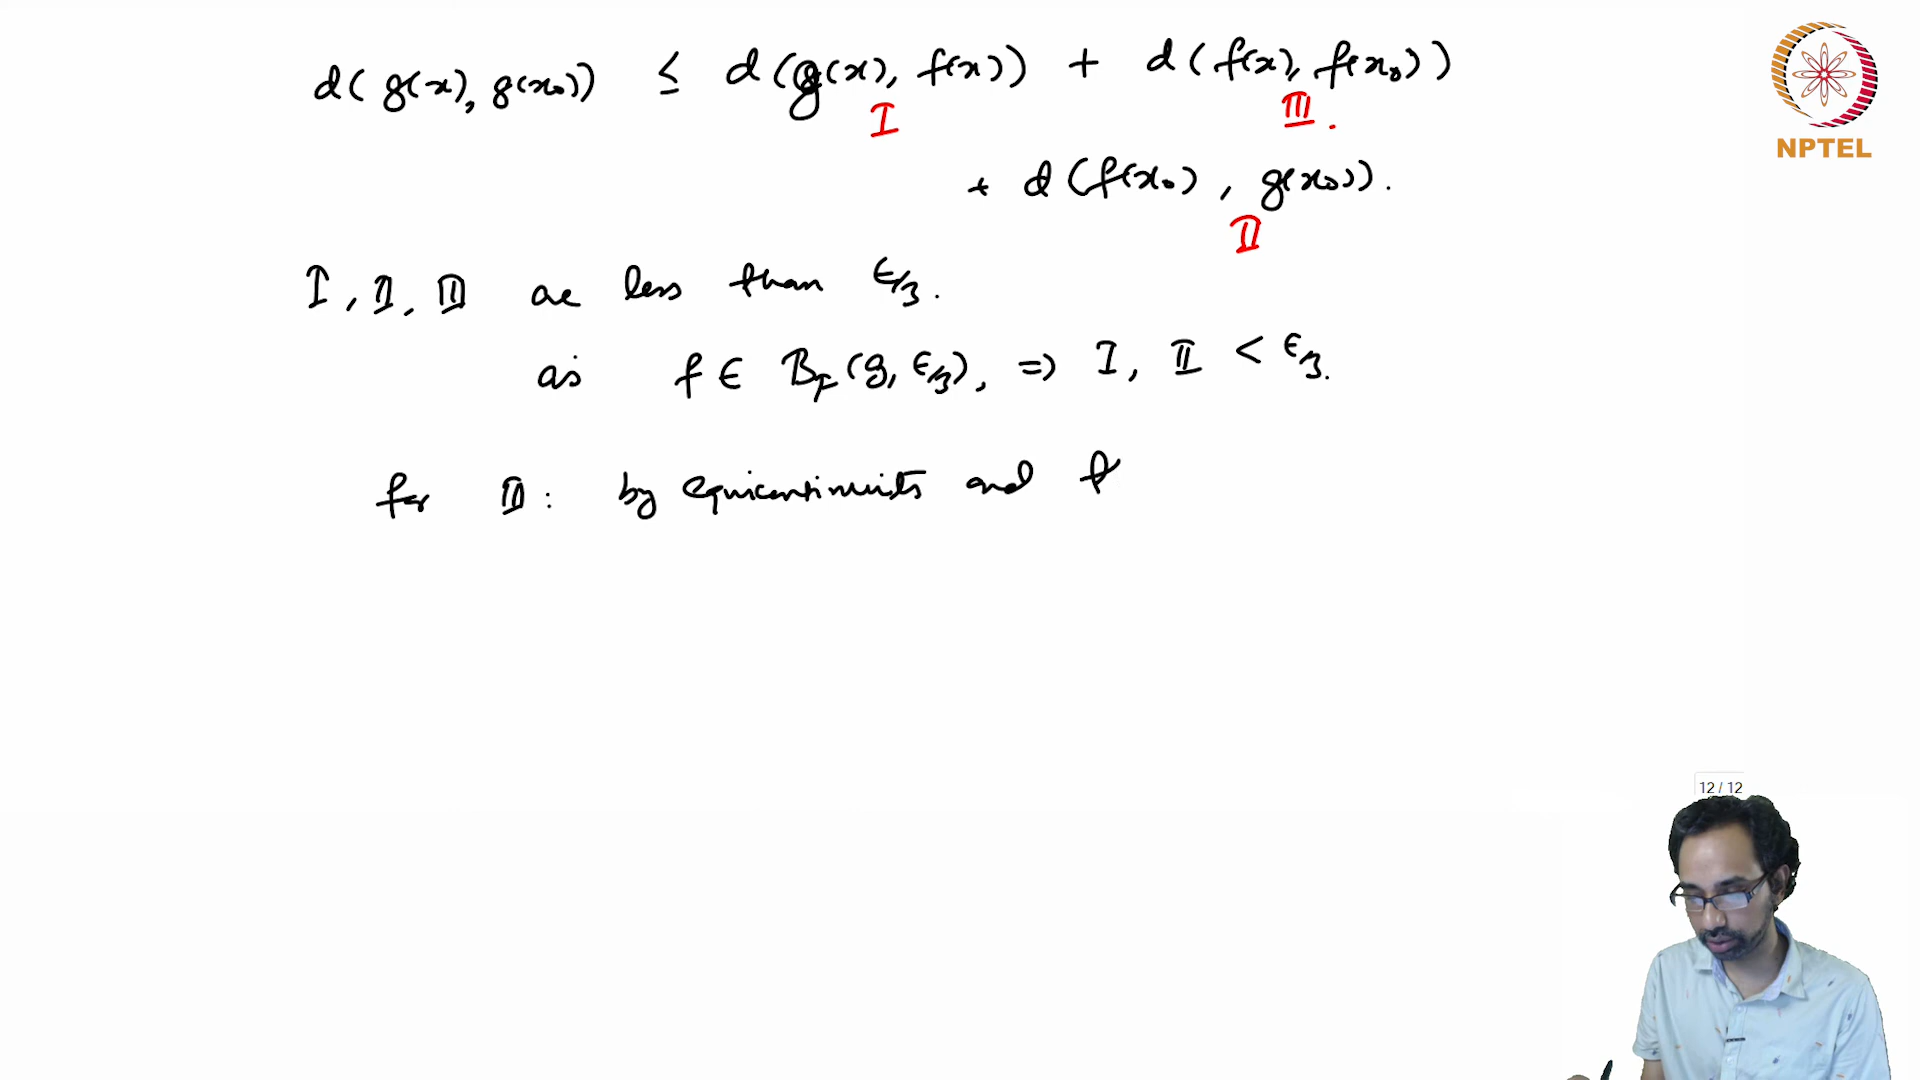 d(g(x), g(x₀)) ≤ d(g(x), f(x)) + d(f(x), f(x₀))
I III.
+ d(f(x₀), g(x₀)).
II
I, II, III are less than ε/3.
as f ∈ B_F(g, ε/3), ⇒ I, II < ε/3.
for II: by equicontinuity and
NPTEL
12 / 12